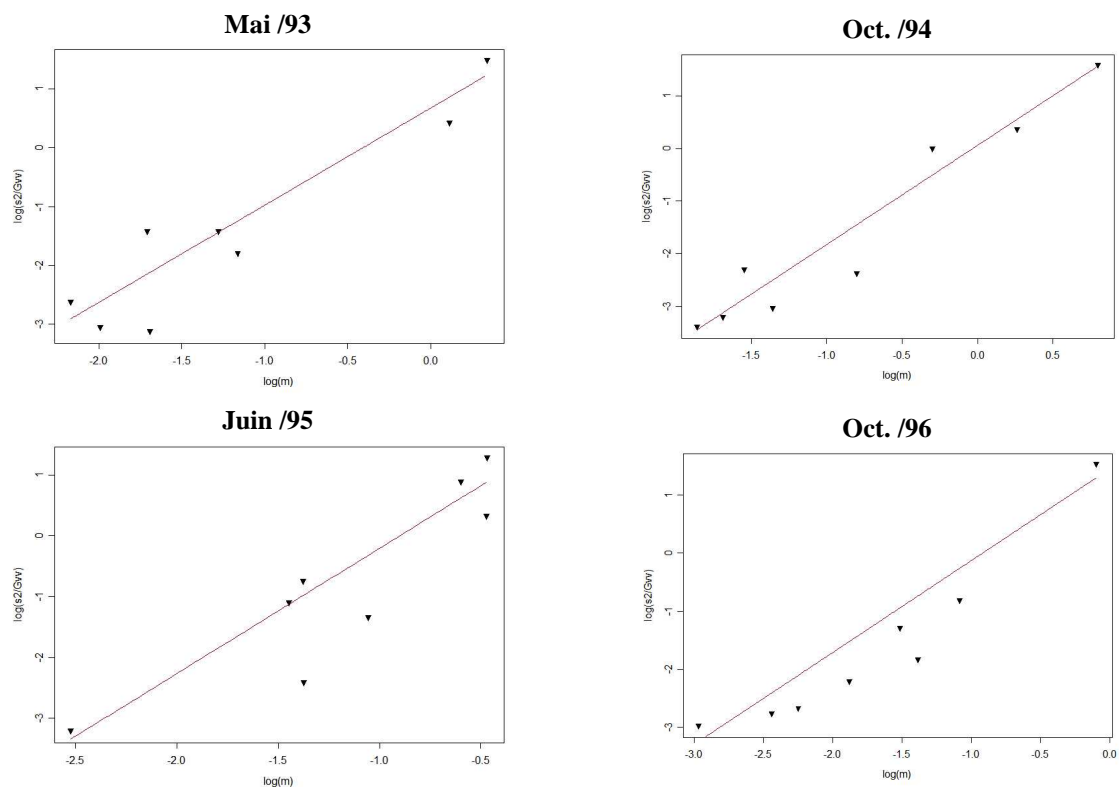 Mai /93
1
0
-1
-2
-3
log(s2/Gvv)
-2.0 -1.5 -1.0 -0.5 0.0
log(m)
Oct. /94
1
0
-1
-2
-3
log(s2/Gvv)
-1.5 -1.0 -0.5 0.0 0.5
log(m)
Juin /95
1
0
-1
-2
-3
log(s2/Gvv)
-2.5 -2.0 -1.5 -1.0 -0.5
log(m)
Oct. /96
1
0
-1
-2
-3
log(s2/Gvv)
-3.0 -2.5 -2.0 -1.5 -1.0 -0.5 0.0
log(m)